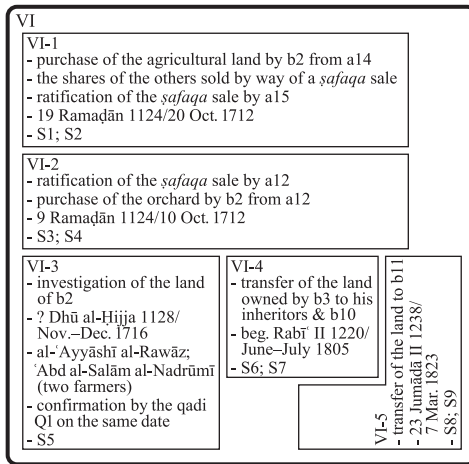 VI
VI-1
- purchase of the agricultural land by b2 from a14
- the shares of the others sold by way of a ṣafaqa sale
- ratification of the ṣafaqa sale by a15
- 19 Ramaḍān 1124/20 Oct. 1712
- S1; S2
VI-2
- ratification of the ṣafaqa sale by a12
- purchase of the orchard by b2 from a12
- 9 Ramaḍān 1124/10 Oct. 1712
- S3; S4
VI-3
- investigation of the land
of b2
- ? Dhū al-Ḥijja 1128/
Nov.–Dec. 1716
- al-ʿAyyāshī al-Rawāz;
ʿAbd al-Salām al-Nadrūmī
(two farmers)
- confirmation by the qadi
Q1 on the same date
- S5
VI-4
- transfer of the land
owned by b3 to his
inheritors & b10
- beg. Rabīʿ II 1220/
June–July 1805
- S6; S7
VI-5
- transfer of the land to b11
- 23 Jumādā II 1238/
7 Mar. 1823
- S8; S9